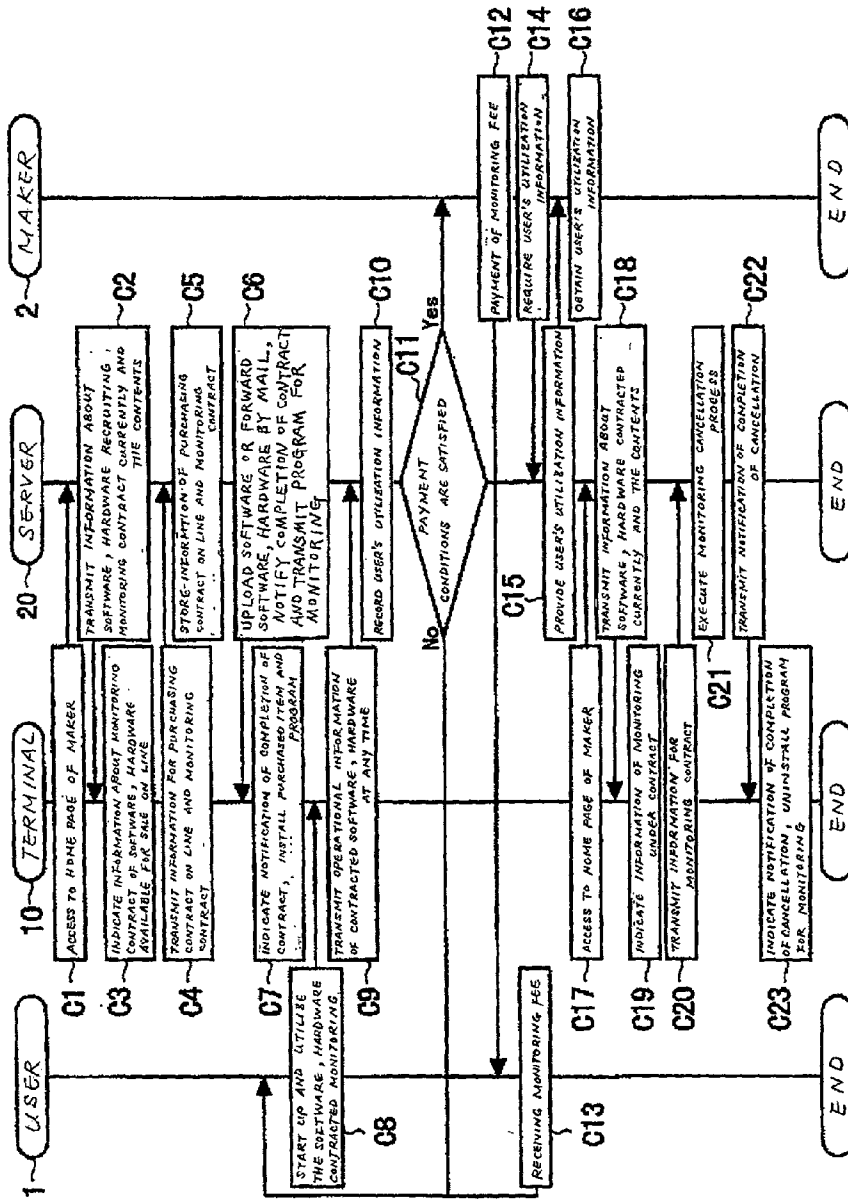 1 USER
10 TERMINAL
20 SERVER
2 MAKER
C1 ACCESS TO HOME PAGE OF MAKER
TRANSMIT INFORMATION ABOUT
SOFTWARE, HARDWARE RECRUITING
MONITORING CONTRACT CURRENTLY AND
THE CONTENTS
C2
INDICATE INFORMATION ABOUT MONITORING
CONTRACT OF SOFTWARE, HARDWARE
AVAILABLE FOR SALE ON LINE
C3
TRANSMIT INFORMATION FOR PURCHASING
CONTRACT ON LINE AND MONITORING
CONTRACT
C4
STORE INFORMATION OF PURCHASING
CONTRACT ON LINE AND MONITORING
CONTRACT
C5
UPLOAD SOFTWARE OR FORWARD
SOFTWARE, HARDWARE BY MAIL,
NOTIFY COMPLETION OF CONTRACT
AND TRANSMIT PROGRAM FOR
MONITORING
C6
INDICATE NOTIFICATION OF COMPLETION OF
CONTRACT, INSTALL PURCHASED ITEM AND
PROGRAM
C7
START UP AND UTILIZE
THE SOFTWARE, HARDWARE
CONTRACTED MONITORING
C8
TRANSMIT OPERATIONAL INFORMATION
OF CONTRACTED SOFTWARE, HARDWARE
AT ANY TIME
C9
RECORD USER'S UTILIZATION INFORMATION
C10
PAYMENT
CONDITIONS ARE SATISFIED
C11
No
Yes
PAYMENT OF MONITORING FEE
C12
RECEIVING MONITORING FEE
C13
REQUIRE USER'S UTILIZATION
INFORMATION
C14
C15
PROVIDE USER'S UTILIZATION INFORMATION
OBTAIN USER'S UTILIZATION
INFORMATION
C16
C17 ACCESS TO HOME PAGE OF MAKER
TRANSMIT INFORMATION ABOUT
SOFTWARE, HARDWARE CONTRACTED
CURRENTLY AND THE CONTENTS
C18
INDICATE INFORMATION OF MONITORING
UNDER CONTRACT
C19
TRANSMIT INFORMATION FOR
MONITORING CONTRACT
C20
EXECUTE MONITORING CANCELLATION
PROCESS
C21
TRANSMIT NOTIFICATION OF COMPLETION
OF CANCELLATION
C22
INDICATE NOTIFICATION OF COMPLETION
OF CANCELLATION, UNINSTALL PROGRAM
FOR MONITORING
C23
END
END
END
END